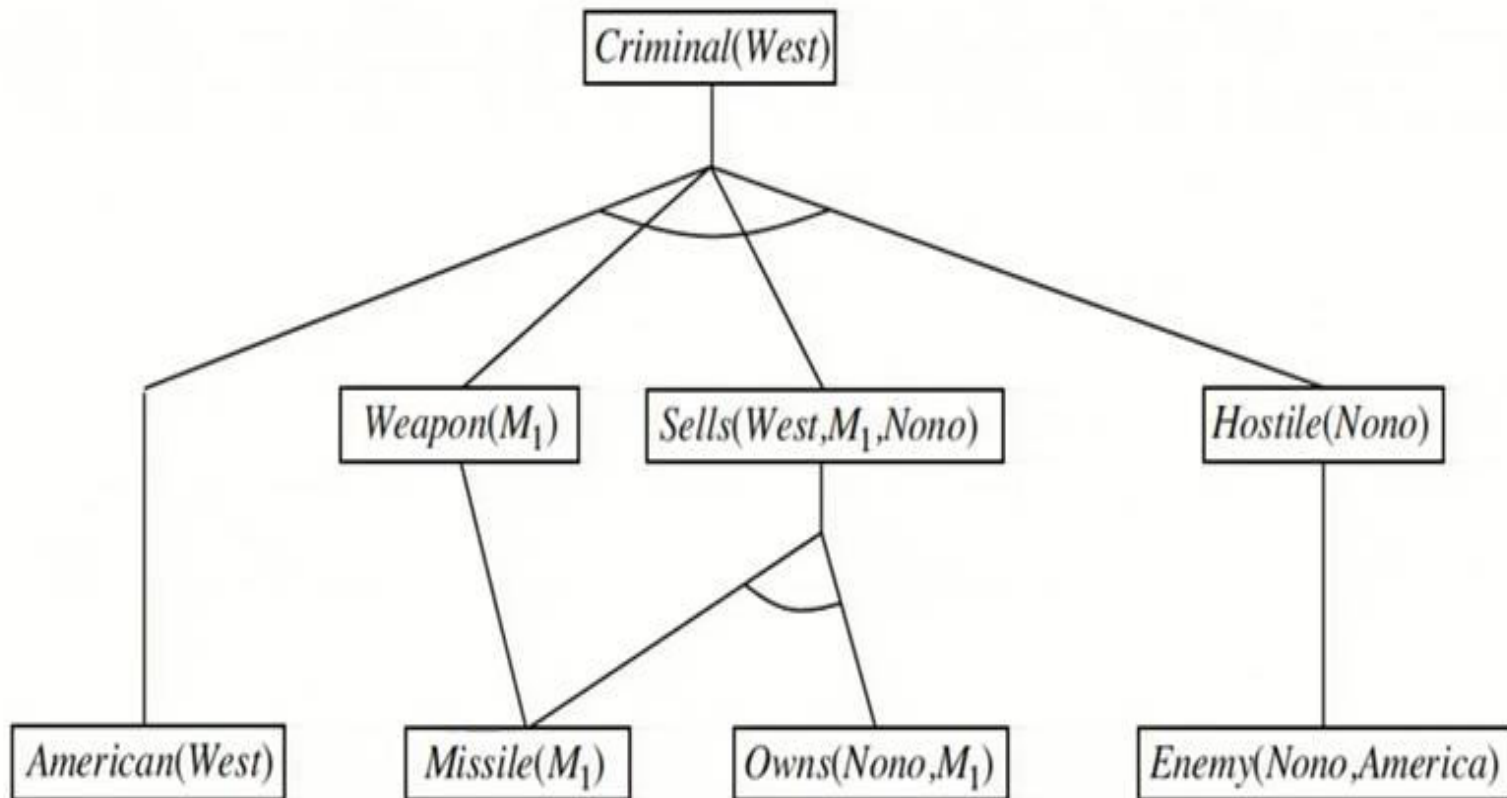 Criminal(West)
Weapon(M₁)
Sells(West,M₁,Nono)
Hostile(Nono)
American(West)
Missile(M₁)
Owns(Nono,M₁)
Enemy(Nono,America)